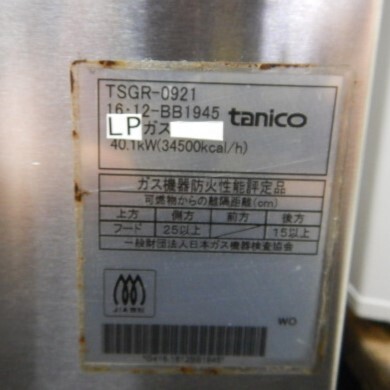 TSGR-0921
16·12-BB1945 tanico
LPガス
40.1kW(34500kcal/h)
ガス機器防火性能評定品
可燃物からの離隔距離(cm)
上方 側方 前方 後方
フード 25以上 15以上
一般財団法人日本ガス機器検査協会
WO